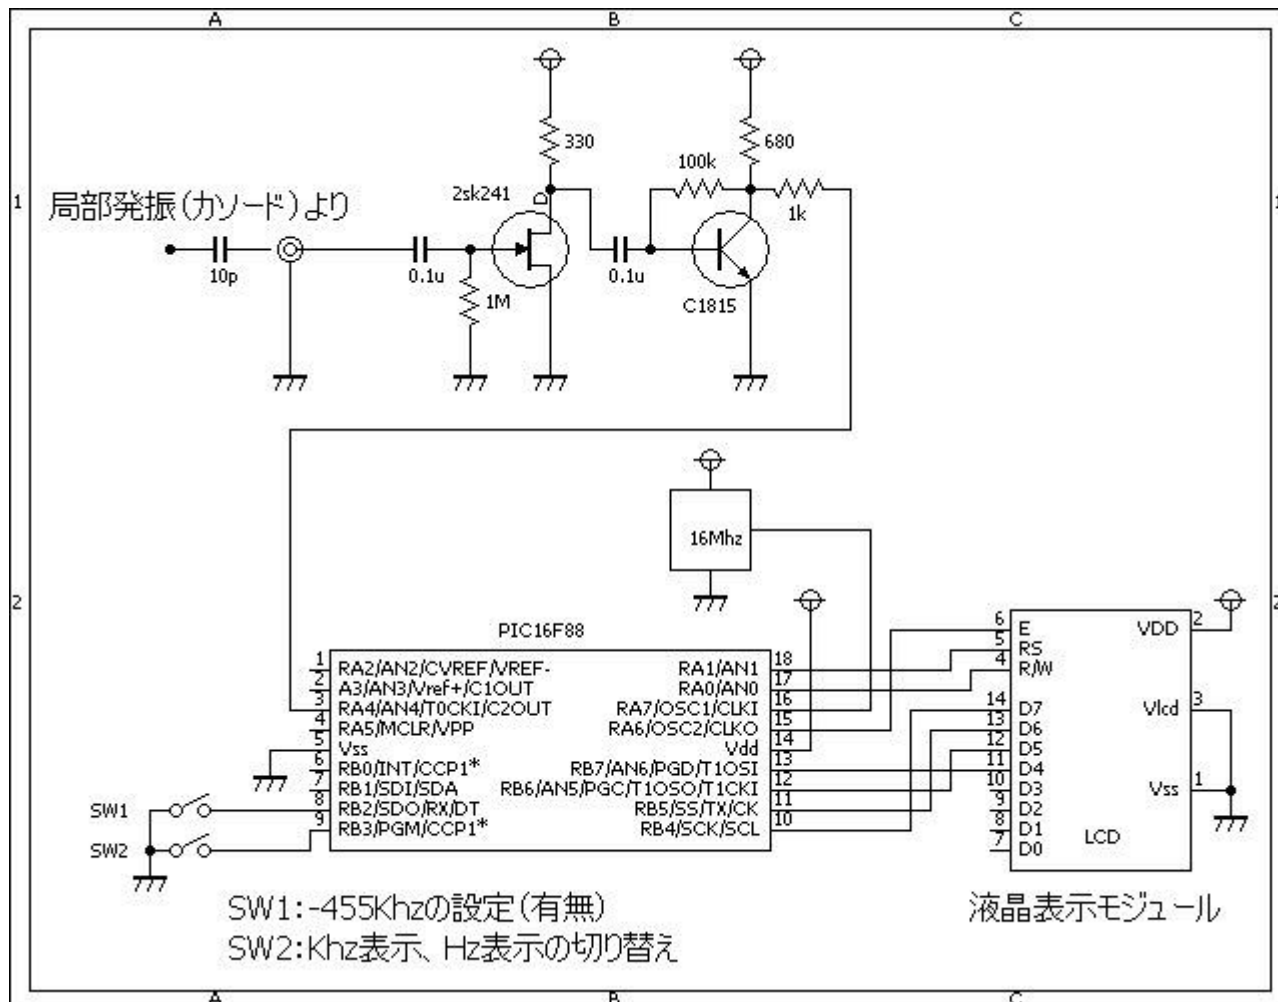 A B C
330
680
100k
2sk241
D
1k
1 1
局部発振(カソード)より
10p
0.1u
0.1u
1M
C1815
16Mhz
2 2
PIC16F88
1 RA2/AN2/CVREF/VREF-
2 A3/AN3/Vref+/C1OUT
3 RA4/AN4/T0CKI/C2OUT
4 RA5/MCLR/VPP
5 Vss
6 RB0/INT/CCP1*
7 RB1/SDI/SDA
8 RB2/SDO/RX/DT
9 RB3/PGM/CCP1*
RA1/AN1 18
RA0/AN0 17
RA7/OSC1/CLKI 16
RA6/OSC2/CLKO 15
Vdd 14
RB7/AN6/PGD/T1OSI 13
RB6/AN5/PGC/T1OSO/T1CKI 12
RB5/SS/TX/CK 11
RB4/SCK/SCL 10
6 E
5 RS
4 R/W
14 D7
13 D6
12 D5
11 D4
10 D3
9 D2
8 D1
7 D0
VDD 2
Vlcd 3
Vss 1
LCD
SW1
SW2
SW1:-455Khzの設定(有無)
SW2:Khz表示、Hz表示の切り替え
液晶表示モジュール
A B C